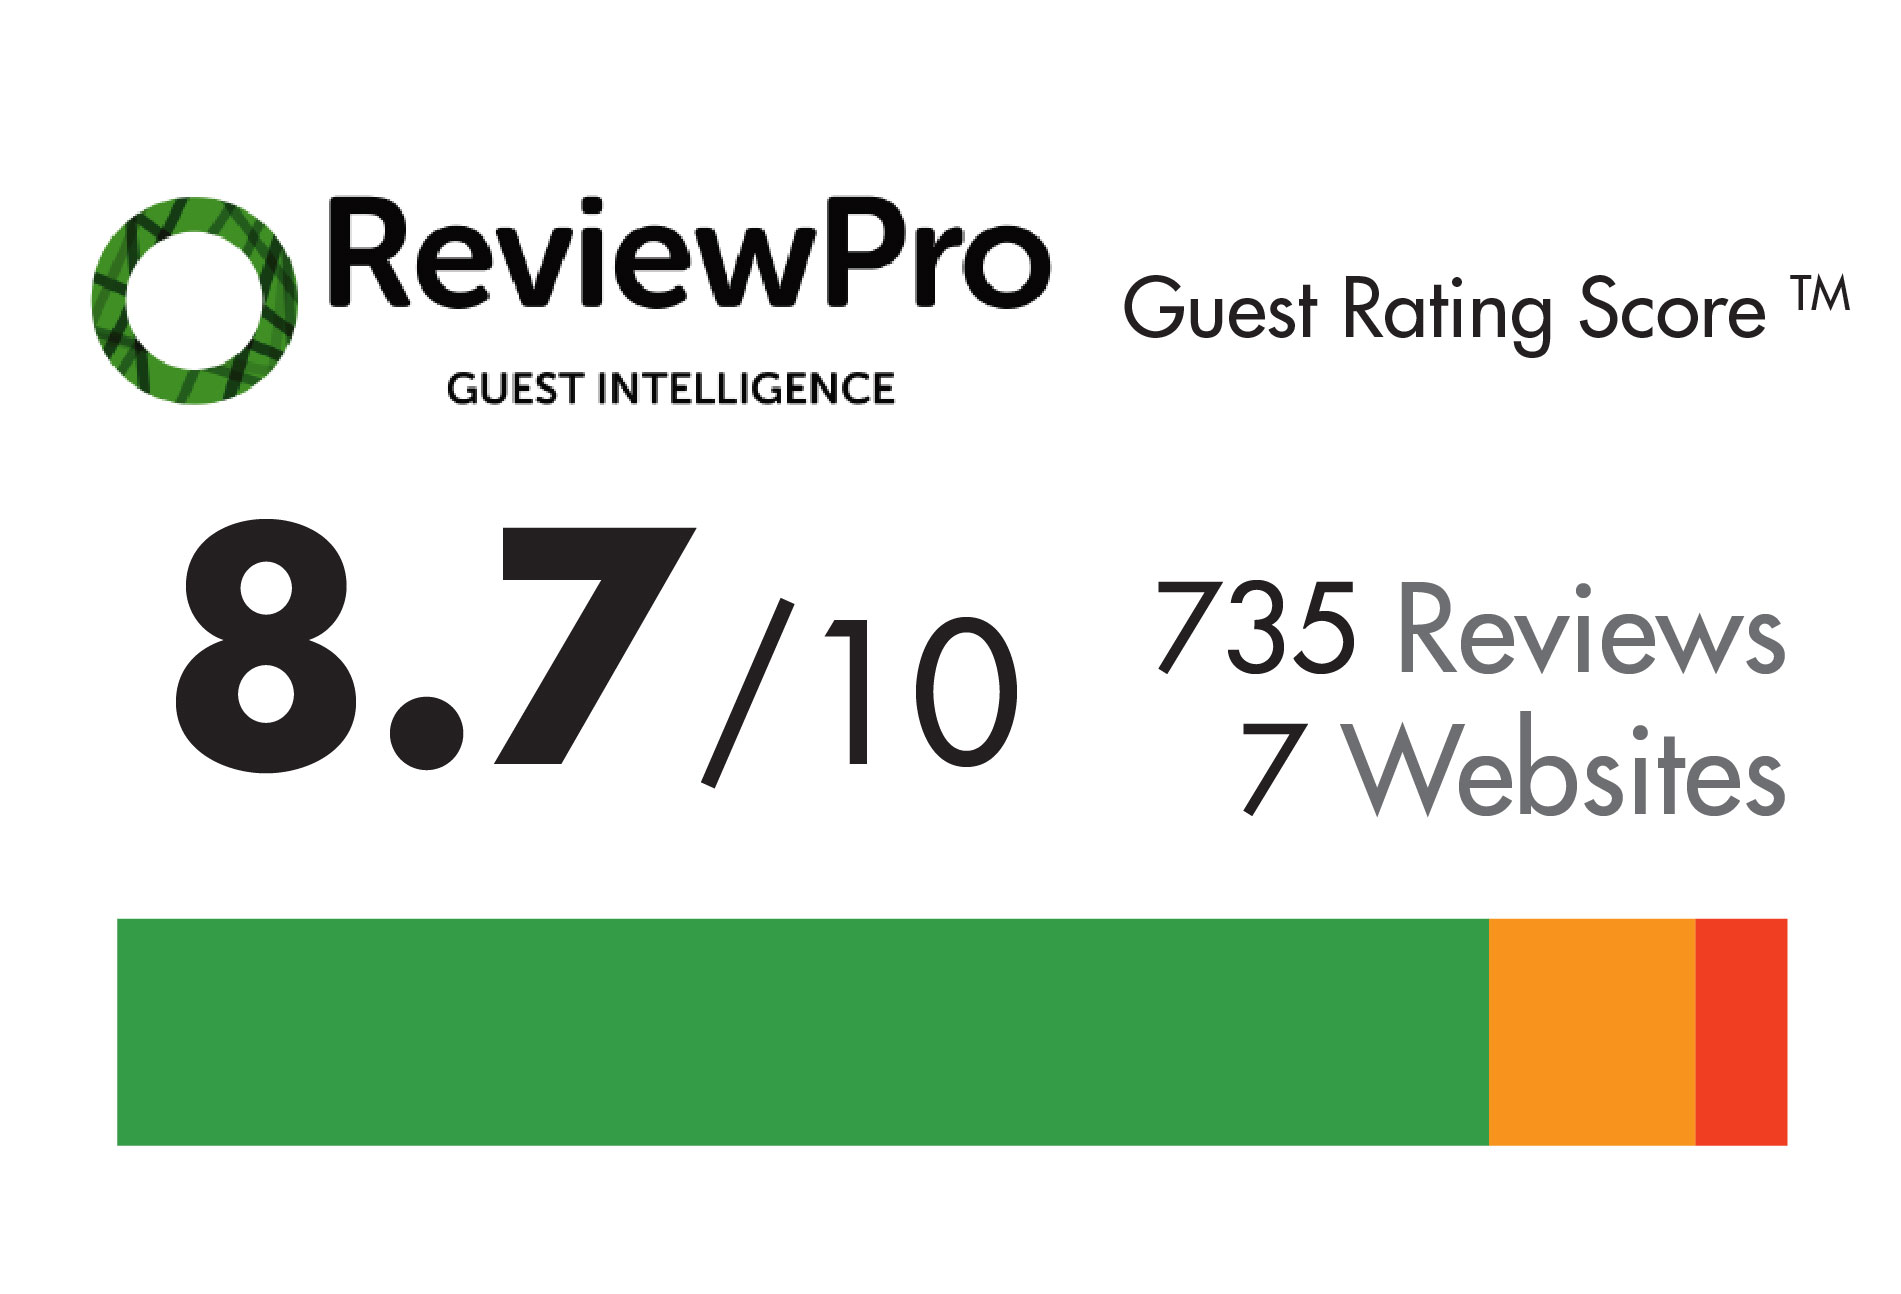 ReviewPro
GUEST INTELLIGENCE
Guest Rating Score ™
8.7/10
735 Reviews
7 Websites